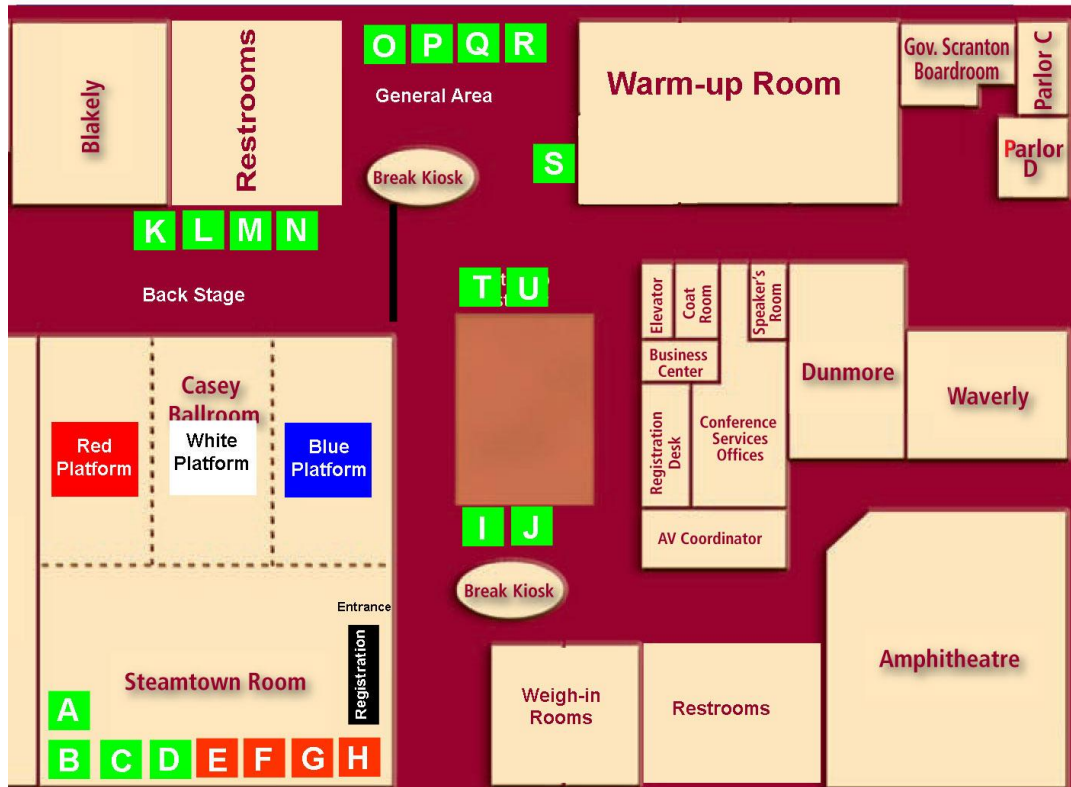 O P Q R
General Area
Blakely
Restrooms
Warm-up Room
Gov. Scranton
Boardroom
Parlor C
Parlor
D
Break Kiosk
S
K L M N
Back Stage
T U
Elevator
Coat
Room
Speaker's
Room
Business
Center
Dunmore
Waverly
Casey
Ballroom
Red
Platform
White
Platform
Blue
Platform
Registration
Desk
Conference
Services
Offices
I J
AV Coordinator
Break Kiosk
Entrance
Registration
Steamtown Room
Amphitheatre
Weigh-in
Rooms
Restrooms
A
B C D E F G H